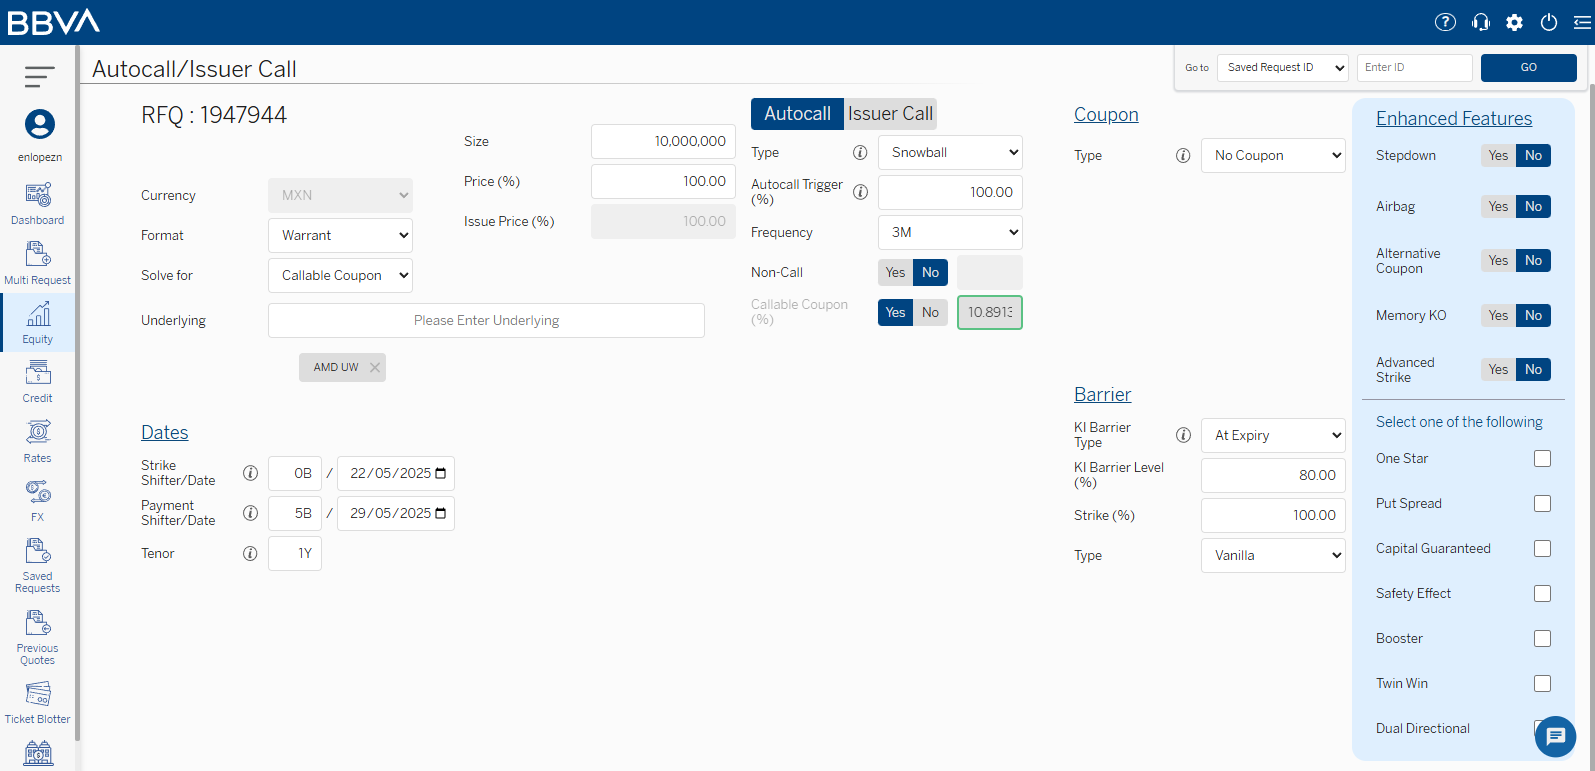 BBVA
?
Autocall/Issuer Call
Go to
Saved Request ID
Enter ID
GO
enlopezn
Dashboard
Multi Request
Equity
Credit
Rates
FX
Saved
Requests
Previous
Quotes
Ticket Blotter
RFQ : 1947944
Currency
MXN
Format
Warrant
Solve for
Callable Coupon
Underlying
Please Enter Underlying
AMD UW
Size
10,000,000
Price (%)
100.00
Issue Price (%)
100.00
Dates
Strike
Shifter/Date
0B / 22/05/2025
Payment
Shifter/Date
5B / 29/05/2025
Tenor
1Y
Autocall Issuer Call
Type
Snowball
Autocall Trigger
(%)
100.00
Frequency
3M
Non-Call
Yes No
Callable Coupon
(%)
Yes No
10.8913
Coupon
Type
No Coupon
Barrier
KI Barrier
Type
At Expiry
KI Barrier Level
(%)
80.00
Strike (%)
100.00
Type
Vanilla
Enhanced Features
Stepdown
Yes No
Airbag
Yes No
Alternative
Coupon
Yes No
Memory KO
Yes No
Advanced
Strike
Yes No
Select one of the following
One Star
Put Spread
Capital Guaranteed
Safety Effect
Booster
Twin Win
Dual Directional